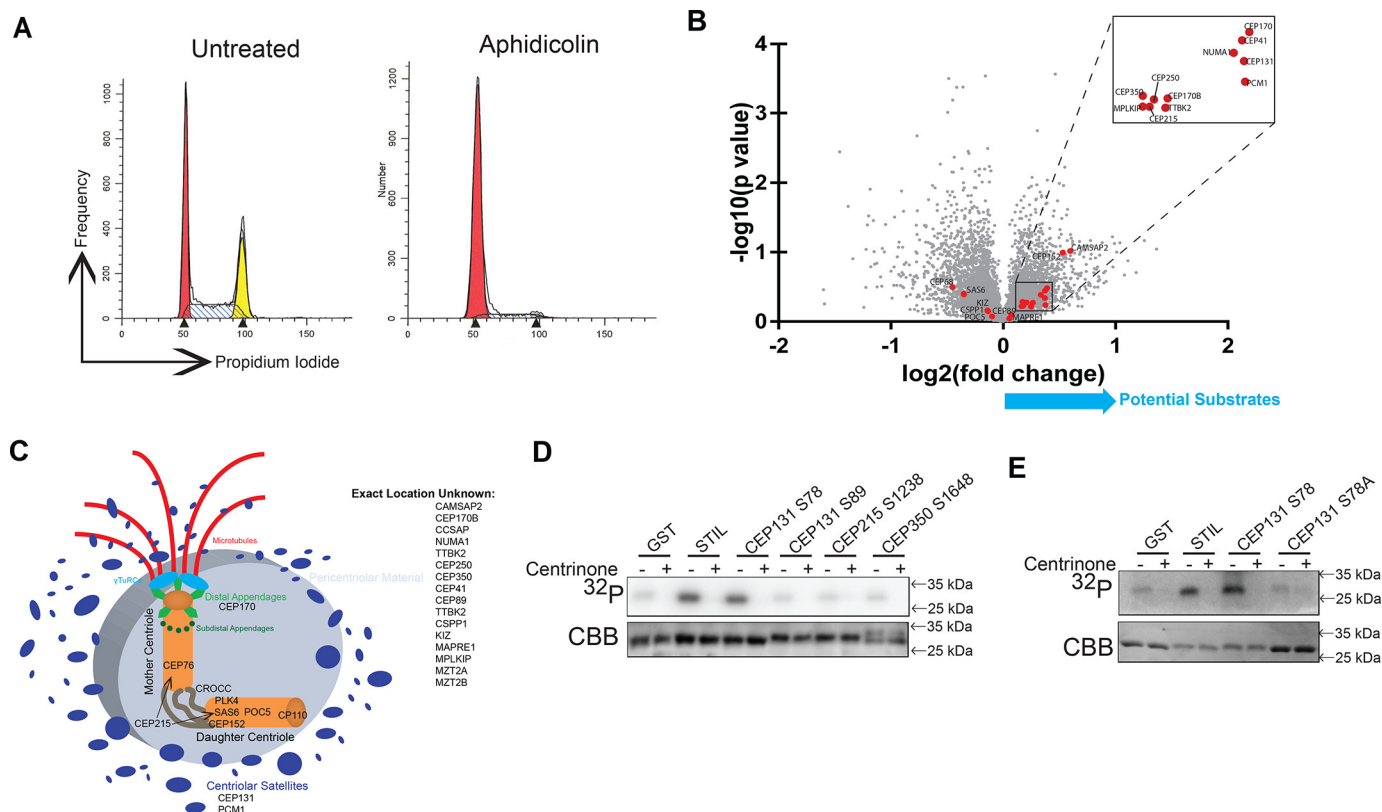 A
Untreated
Aphidicolin
Frequency
1000
800
600
400
200
0
0
50
100
150
Number
1200
900
600
300
0
0
50
100
150
200
Propidium Iodide
B
-log10(p value)
4
3
2
1
0
-2
-1
0
1
2
log2(fold change)
Potential Substrates
CEP170
CEP41
NUMA1
CEP131
PCM1
CEP250
CEP350
CEP170B
MPLKIP
TTBK2
CEP215
CAMSAP2
CEP152
CEP68
SAS6
KIZ
CSPP1
CEP89
POC5
MAPRE1
C
Microtubules
γTuRCs
Pericentriolar Material
Distal Appendages
CEP170
Subdistal Appendages
Mother Centriole
CEP76
CROCC
PLK4
SAS6 POC5
CP110
CEP215
CEP152
Daughter Centriole
Centriolar Satellites
CEP131
PCM1
Exact Location Unknown:
CAMSAP2
CEP170B
CCSAP
NUMA1
TTBK2
CEP250
CEP350
CEP41
CEP89
TTBK2
CSPP1
KIZ
MAPRE1
MPLKIP
MZT2A
MZT2B
D
GST
STIL
CEP131 S78
CEP131 S89
CEP215 S1238
CEP350 S1648
Centrinone - + - + - + - + - + - +
32P
←35 kDa
←25 kDa
CBB
←35 kDa
←25 kDa
E
GST
STIL
CEP131 S78
CEP131 S78A
Centrinone - + - + - + - +
32P
←35 kDa
←25 kDa
CBB
←35 kDa
←25 kDa